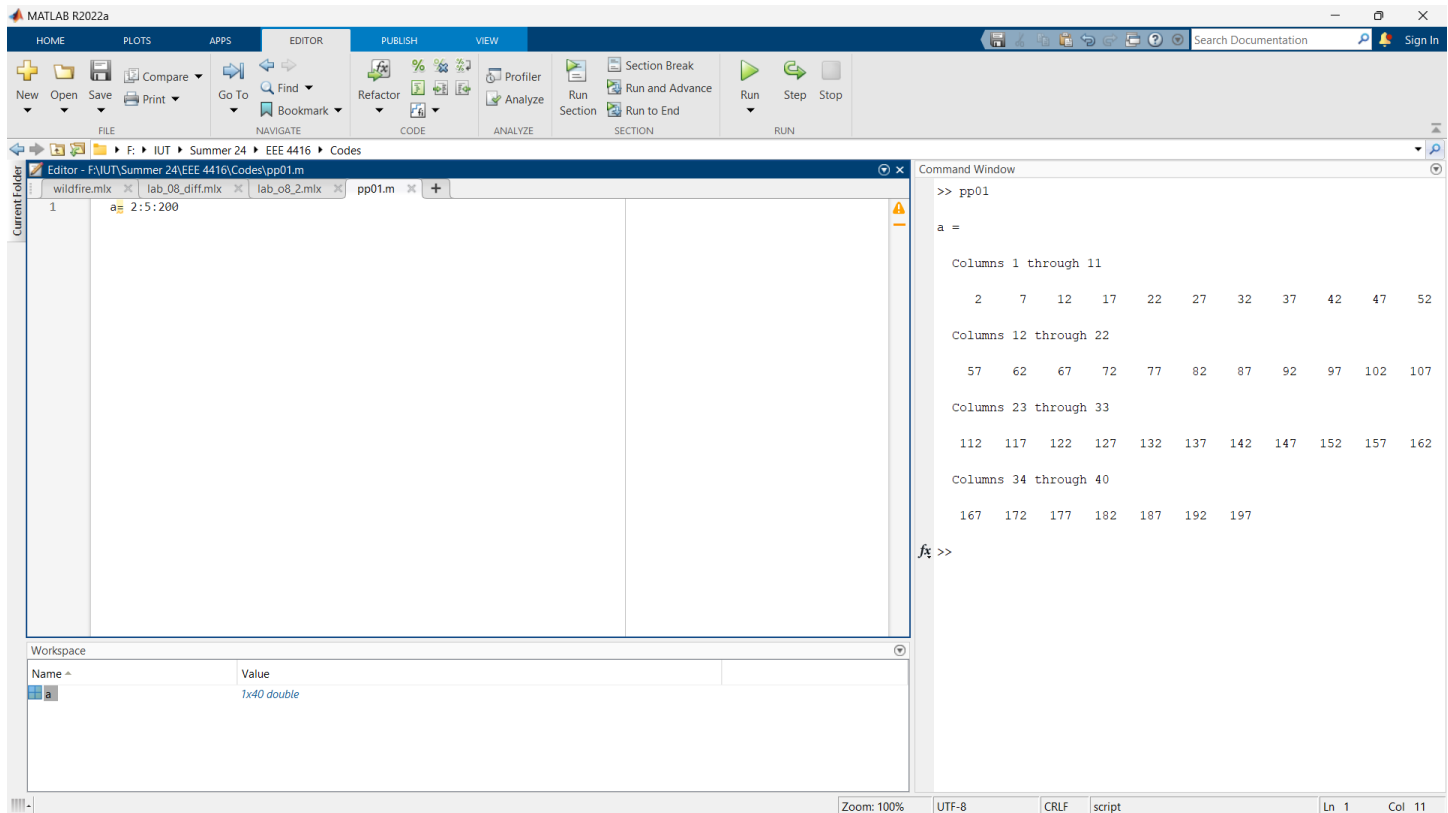 MATLAB R2022a
HOME PLOTS APPS EDITOR PUBLISH VIEW Search Documentation Sign In
New Open Save Compare Print Go To Find Bookmark Refactor Profiler Analyze Run Section Section Break Run and Advance Run to End Run Step Stop
FILE NAVIGATE CODE ANALYZE SECTION RUN
F: IUT Summer 24 EEE 4416 Codes
Current Folder
Editor - F:\IUT\Summer 24\EEE 4416\Codes\pp01.m
wildfire.mlx lab_08_diff.mlx lab_o8_2.mlx pp01.m
1 a= 2:5:200
Workspace
Name Value
a 1x40 double
Command Window
>> pp01
a =
Columns 1 through 11
2 7 12 17 22 27 32 37 42 47 52
Columns 12 through 22
57 62 67 72 77 82 87 92 97 102 107
Columns 23 through 33
112 117 122 127 132 137 142 147 152 157 162
Columns 34 through 40
167 172 177 182 187 192 197
fx >>
Zoom: 100% UTF-8 CRLF script Ln 1 Col 11